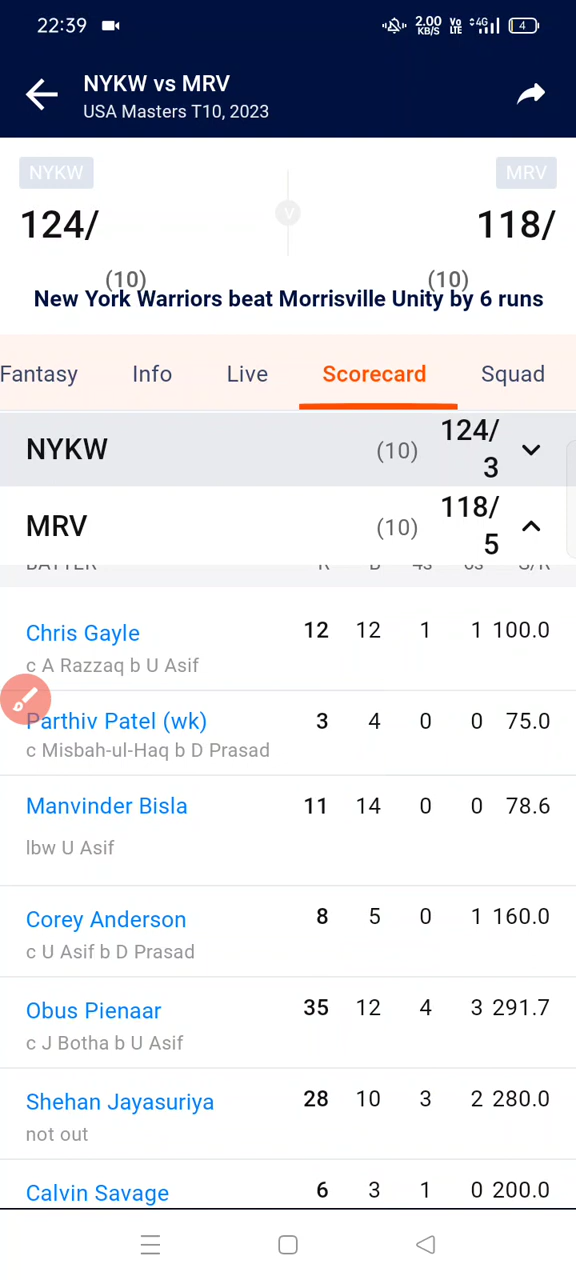 22:39 2.00 KB/S Vo LTE 4G 4
NYKW vs MRV
USA Masters T10, 2023
NYKW V MRV
124/ 118/
(10) (10)
New York Warriors beat Morrisville Unity by 6 runs
Fantasy Info Live Scorecard Squad
NYKW (10) 124/3
MRV (10) 118/5
BATTER R B 4s 6s S/R
Chris Gayle 12 12 1 1 100.0
c A Razzaq b U Asif
Parthiv Patel (wk) 3 4 0 0 75.0
c Misbah-ul-Haq b D Prasad
Manvinder Bisla 11 14 0 0 78.6
lbw U Asif
Corey Anderson 8 5 0 1 160.0
c U Asif b D Prasad
Obus Pienaar 35 12 4 3 291.7
c J Botha b U Asif
Shehan Jayasuriya 28 10 3 2 280.0
not out
Calvin Savage 6 3 1 0 200.0